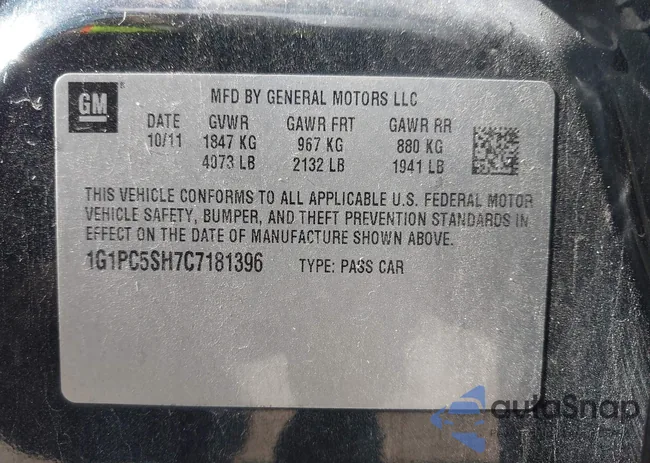 GM
MFD BY GENERAL MOTORS LLC
DATE GVWR GAWR FRT GAWR RR
10/11 1847 KG 967 KG 880 KG
4073 LB 2132 LB 1941 LB
THIS VEHICLE CONFORMS TO ALL APPLICABLE U.S. FEDERAL MOTOR
VEHICLE SAFETY, BUMPER, AND THEFT PREVENTION STANDARDS IN
EFFECT ON THE DATE OF MANUFACTURE SHOWN ABOVE.
1G1PC5SH7C7181396 TYPE: PASS CAR
autoSnap